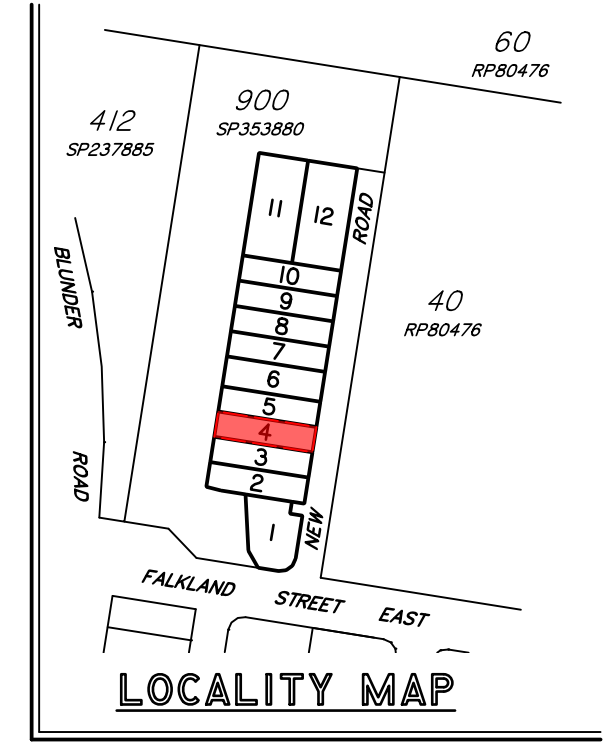 60
RP80476
900
SP353880
412
SP237885
11
12
ROAD
BLUNDER
ROAD
10
9
8
7
6
5
4
3
2
1
40
RP80476
NEW
FALKLAND STREET EAST
LOCALITY MAP